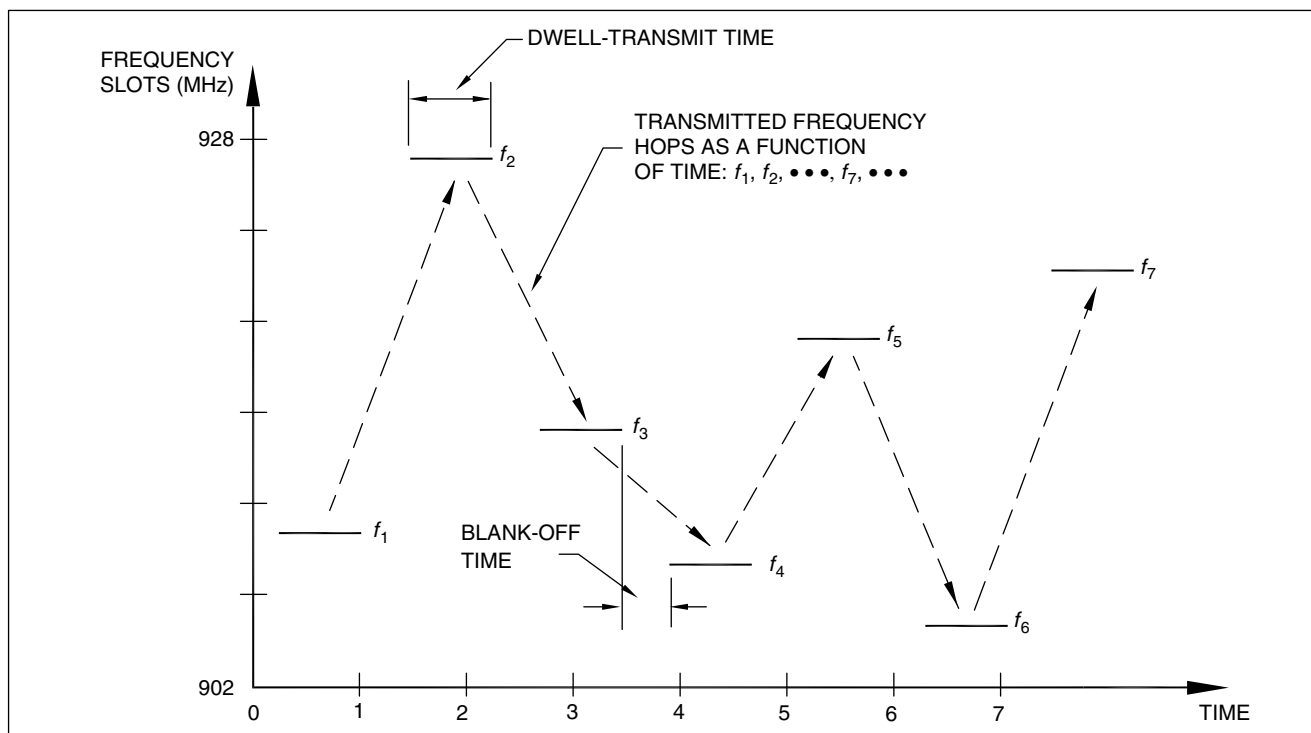 DWELL-TRANSMIT TIME
FREQUENCY
SLOTS (MHz)
928
f2
TRANSMITTED FREQUENCY
HOPS AS A FUNCTION
OF TIME: f1, f2, •••, f7, •••
f7
f5
f3
f1
BLANK-OFF
TIME
f4
f6
902
0 1 2 3 4 5 6 7 TIME